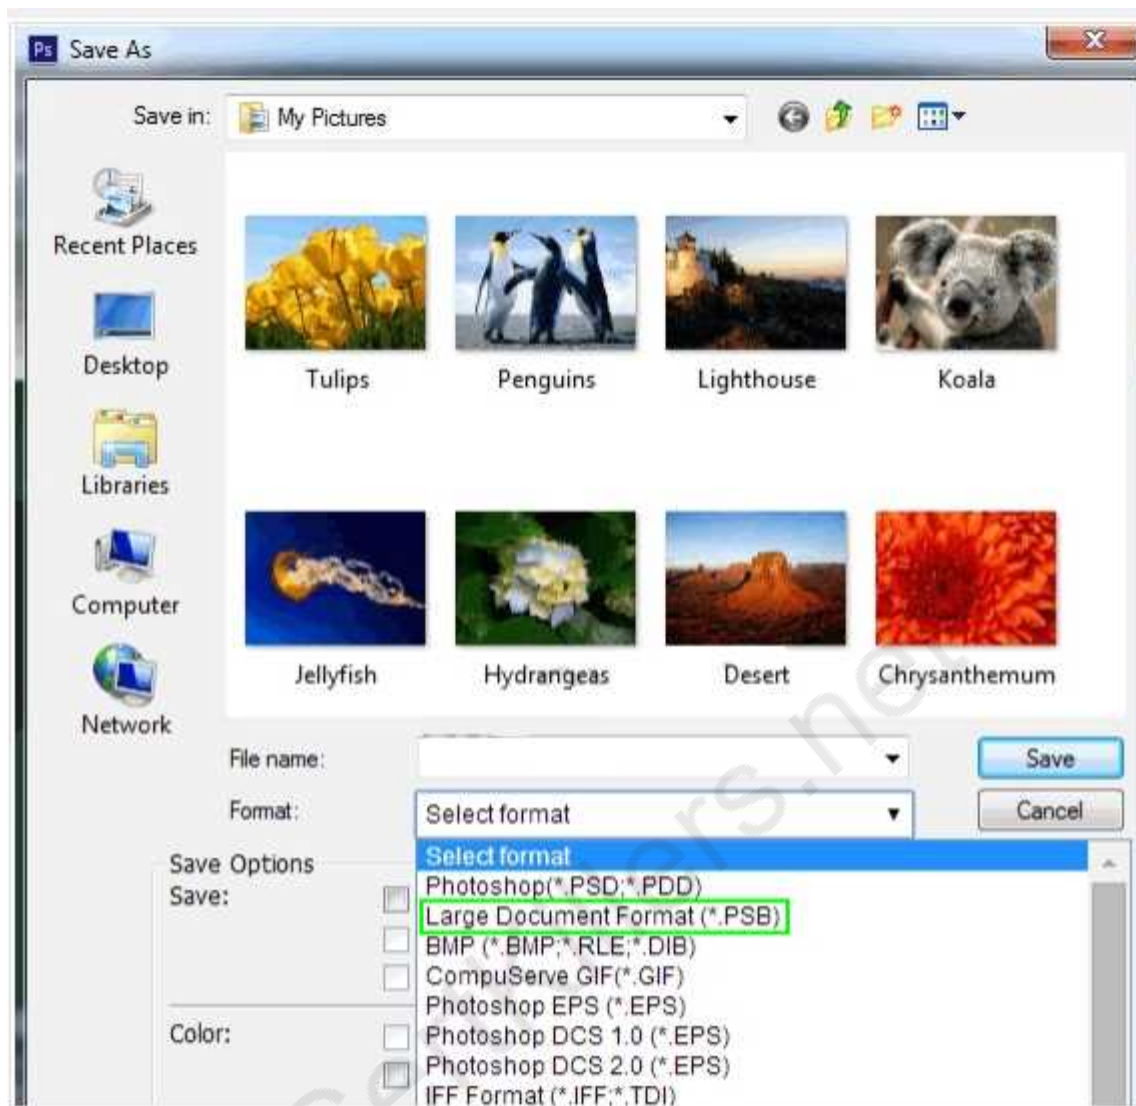 Ps Save As
Save in: My Pictures
Recent Places
Desktop
Libraries
Computer
Network
Tulips Penguins Lighthouse Koala
Jellyfish Hydrangeas Desert Chrysanthemum
File name: Save
Format: Select format Cancel
Save Options
Save:
Color:
Select format
Photoshop(*.PSD;*.PDD)
Large Document Format (*.PSB)
BMP (*.BMP;*.RLE;*.DIB)
CompuServe GIF(*.GIF)
Photoshop EPS (*.EPS)
Photoshop DCS 1.0 (*.EPS)
Photoshop DCS 2.0 (*.EPS)
IFF Format (*.IFF;*.TDI)